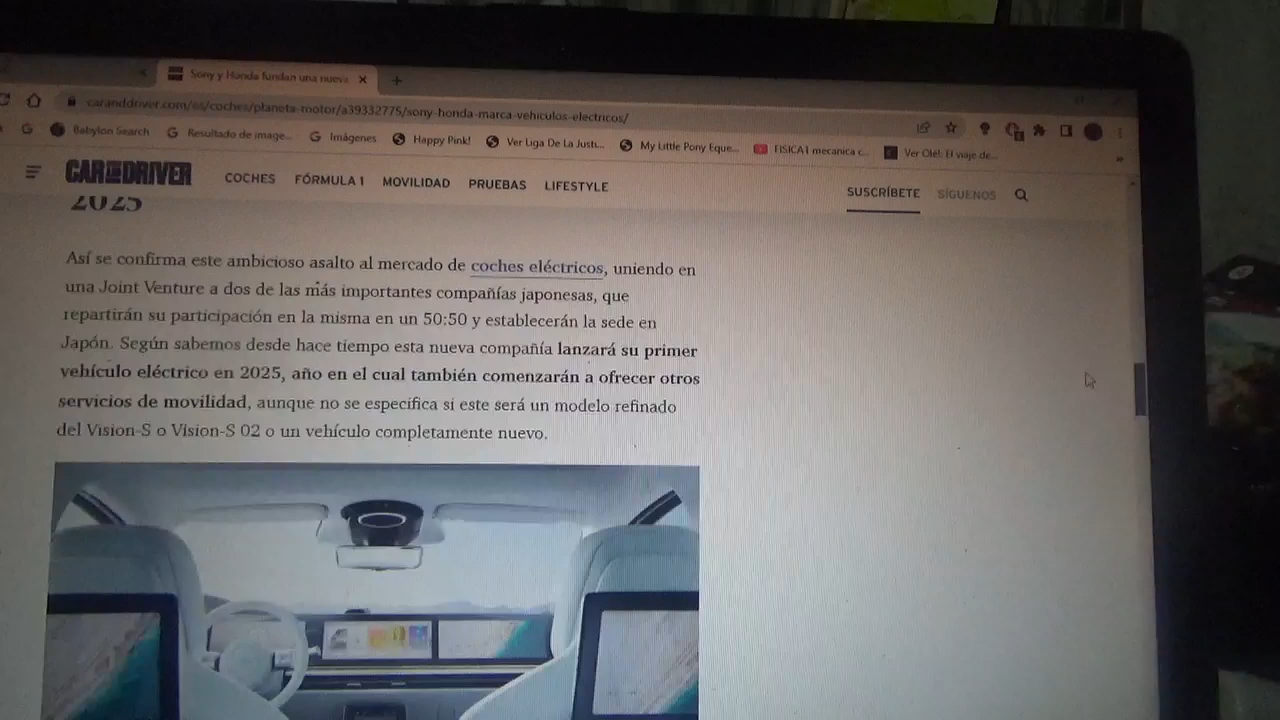 Sony y Honda fundan una nueva
caranddriver.com/es/coches/planeta-motor/a39332775/sony-honda-marca-vehiculos-electricos/
Babylon Search
Resultado de image...
Imágenes
Happy Pink!
Ver Liga De La Justi...
My Little Pony Eque...
FISICA I mecanica c...
Ver Olé!: El viaje de...
CAR AND DRIVER
COCHES
FÓRMULA 1
MOVILIDAD
PRUEBAS
LIFESTYLE
SUSCRÍBETE
SÍGUENOS
2025
Así se confirma este ambicioso asalto al mercado de coches eléctricos, uniendo en
una Joint Venture a dos de las más importantes compañías japonesas, que
repartirán su participación en la misma en un 50:50 y establecerán la sede en
Japón. Según sabemos desde hace tiempo esta nueva compañía lanzará su primer
vehículo eléctrico en 2025, año en el cual también comenzarán a ofrecer otros
servicios de movilidad, aunque no se especifica si este será un modelo refinado
del Vision-S o Vision-S 02 o un vehículo completamente nuevo.